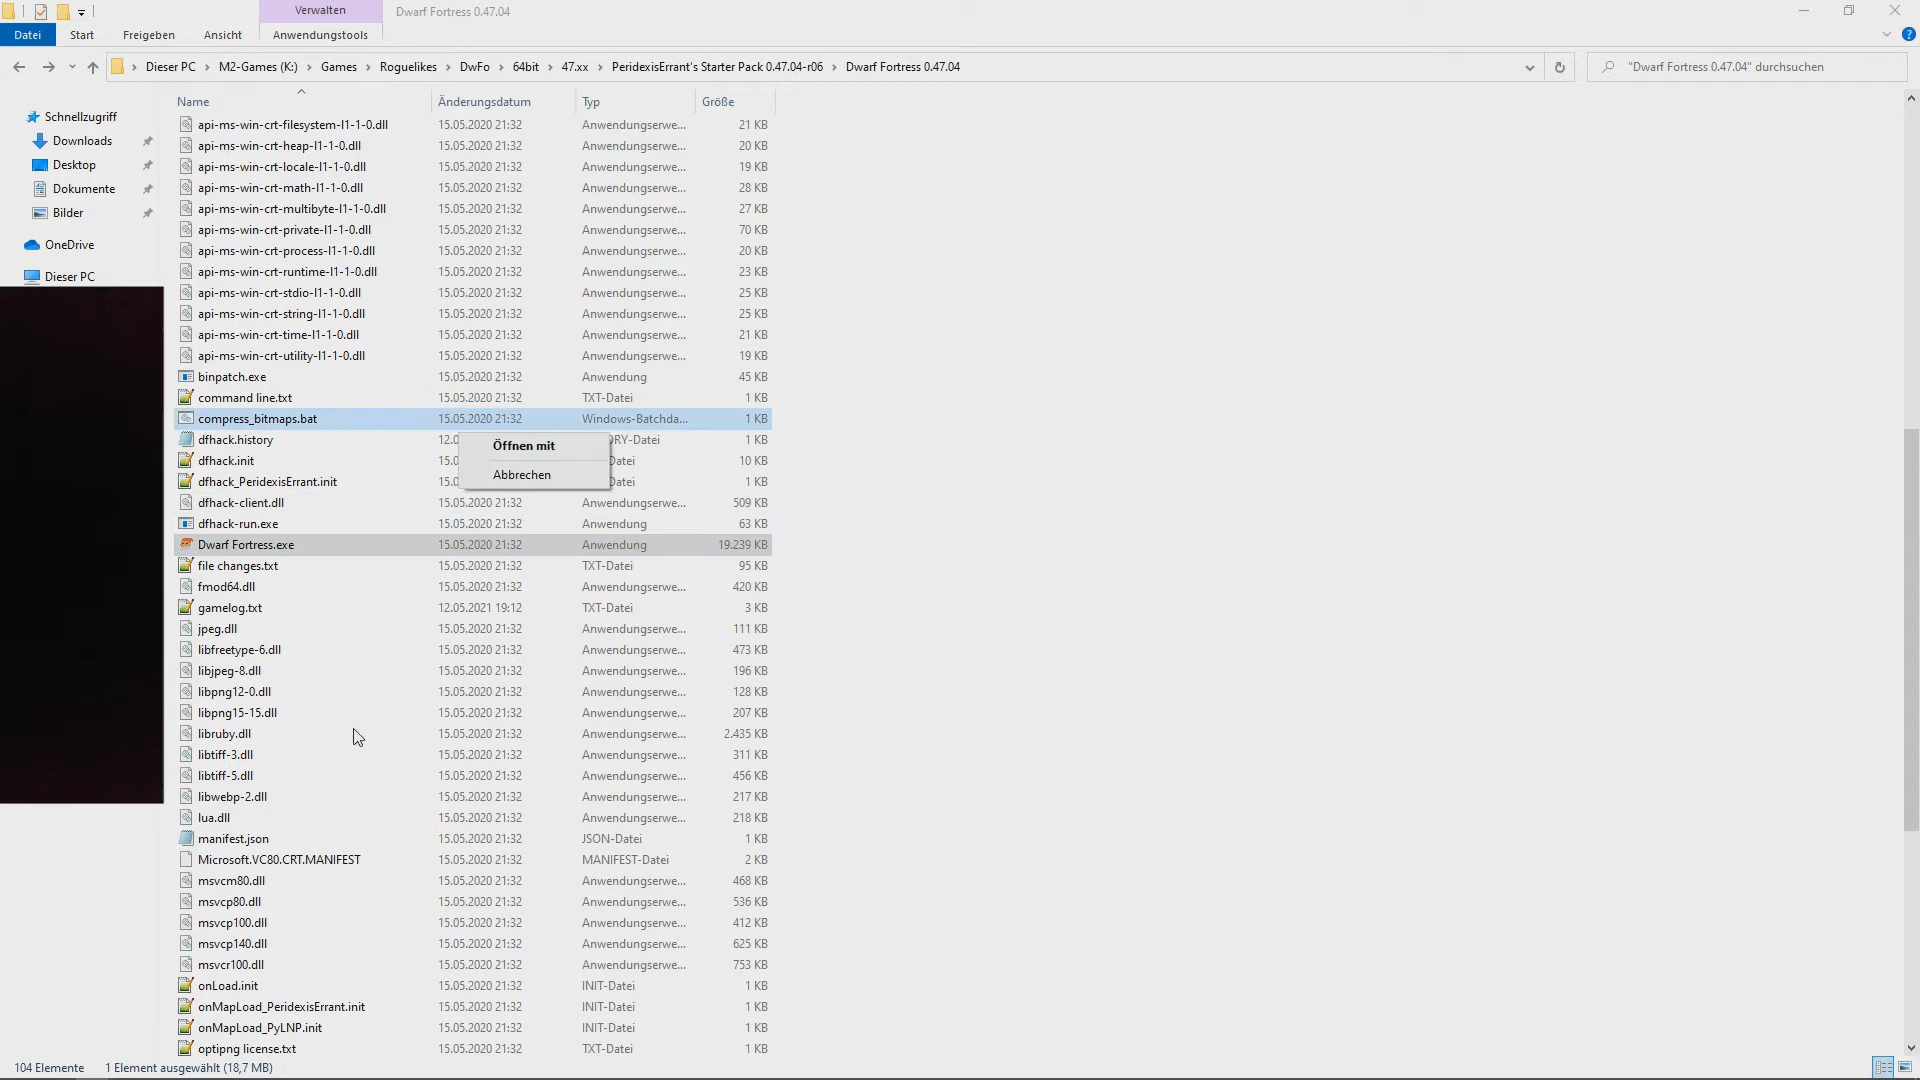 Verwalten
Dwarf Fortress 0.47.04
Datei Start Freigeben Ansicht Anwendungstools
Dieser PC M2-Games (K:) Games Roguelikes DwFo 64bit 47.xx PeridexisErrant's Starter Pack 0.47.04-r06 Dwarf Fortress 0.47.04
"Dwarf Fortress 0.47.04" durchsuchen
Schnellzugriff
Downloads
Desktop
Dokumente
Bilder
OneDrive
Dieser PC
Name Änderungsdatum Typ Größe
api-ms-win-crt-filesystem-l1-1-0.dll 15.05.2020 21:32 Anwendungserwe... 21 KB
api-ms-win-crt-heap-l1-1-0.dll 15.05.2020 21:32 Anwendungserwe... 20 KB
api-ms-win-crt-locale-l1-1-0.dll 15.05.2020 21:32 Anwendungserwe... 19 KB
api-ms-win-crt-math-l1-1-0.dll 15.05.2020 21:32 Anwendungserwe... 28 KB
api-ms-win-crt-multibyte-l1-1-0.dll 15.05.2020 21:32 Anwendungserwe... 27 KB
api-ms-win-crt-private-l1-1-0.dll 15.05.2020 21:32 Anwendungserwe... 70 KB
api-ms-win-crt-process-l1-1-0.dll 15.05.2020 21:32 Anwendungserwe... 20 KB
api-ms-win-crt-runtime-l1-1-0.dll 15.05.2020 21:32 Anwendungserwe... 23 KB
api-ms-win-crt-stdio-l1-1-0.dll 15.05.2020 21:32 Anwendungserwe... 25 KB
api-ms-win-crt-string-l1-1-0.dll 15.05.2020 21:32 Anwendungserwe... 25 KB
api-ms-win-crt-time-l1-1-0.dll 15.05.2020 21:32 Anwendungserwe... 21 KB
api-ms-win-crt-utility-l1-1-0.dll 15.05.2020 21:32 Anwendungserwe... 19 KB
binpatch.exe 15.05.2020 21:32 Anwendung 45 KB
command line.txt 15.05.2020 21:32 TXT-Datei 1 KB
compress_bitmaps.bat 15.05.2020 21:32 Windows-Batchda... 1 KB
dfhack.history 12.0 RY-Datei 1 KB
Öffnen mit
dfhack.init 15.0 Datei 10 KB
Abbrechen
dfhack_PeridexisErrant.init 15.0 Datei 1 KB
dfhack-client.dll 15.05.2020 21:32 Anwendungserwe... 509 KB
dfhack-run.exe 15.05.2020 21:32 Anwendung 63 KB
Dwarf Fortress.exe 15.05.2020 21:32 Anwendung 19.239 KB
file changes.txt 15.05.2020 21:32 TXT-Datei 95 KB
fmod64.dll 15.05.2020 21:32 Anwendungserwe... 420 KB
gamelog.txt 12.05.2021 19:12 TXT-Datei 3 KB
jpeg.dll 15.05.2020 21:32 Anwendungserwe... 111 KB
libfreetype-6.dll 15.05.2020 21:32 Anwendungserwe... 473 KB
libjpeg-8.dll 15.05.2020 21:32 Anwendungserwe... 196 KB
libpng12-0.dll 15.05.2020 21:32 Anwendungserwe... 128 KB
libpng15-15.dll 15.05.2020 21:32 Anwendungserwe... 207 KB
libruby.dll 15.05.2020 21:32 Anwendungserwe... 2.435 KB
libtiff-3.dll 15.05.2020 21:32 Anwendungserwe... 311 KB
libtiff-5.dll 15.05.2020 21:32 Anwendungserwe... 456 KB
libwebp-2.dll 15.05.2020 21:32 Anwendungserwe... 217 KB
lua.dll 15.05.2020 21:32 Anwendungserwe... 218 KB
manifest.json 15.05.2020 21:32 JSON-Datei 1 KB
Microsoft.VC80.CRT.MANIFEST 15.05.2020 21:32 MANIFEST-Datei 2 KB
msvcm80.dll 15.05.2020 21:32 Anwendungserwe... 468 KB
msvcp80.dll 15.05.2020 21:32 Anwendungserwe... 536 KB
msvcp100.dll 15.05.2020 21:32 Anwendungserwe... 412 KB
msvcp140.dll 15.05.2020 21:32 Anwendungserwe... 625 KB
msvcr100.dll 15.05.2020 21:32 Anwendungserwe... 753 KB
onLoad.init 15.05.2020 21:32 INIT-Datei 1 KB
onMapLoad_PeridexisErrant.init 15.05.2020 21:32 INIT-Datei 1 KB
onMapLoad_PyLNP.init 15.05.2020 21:32 INIT-Datei 1 KB
optipng license.txt 15.05.2020 21:32 TXT-Datei 1 KB
104 Elemente 1 Element ausgewählt (18,7 MB)